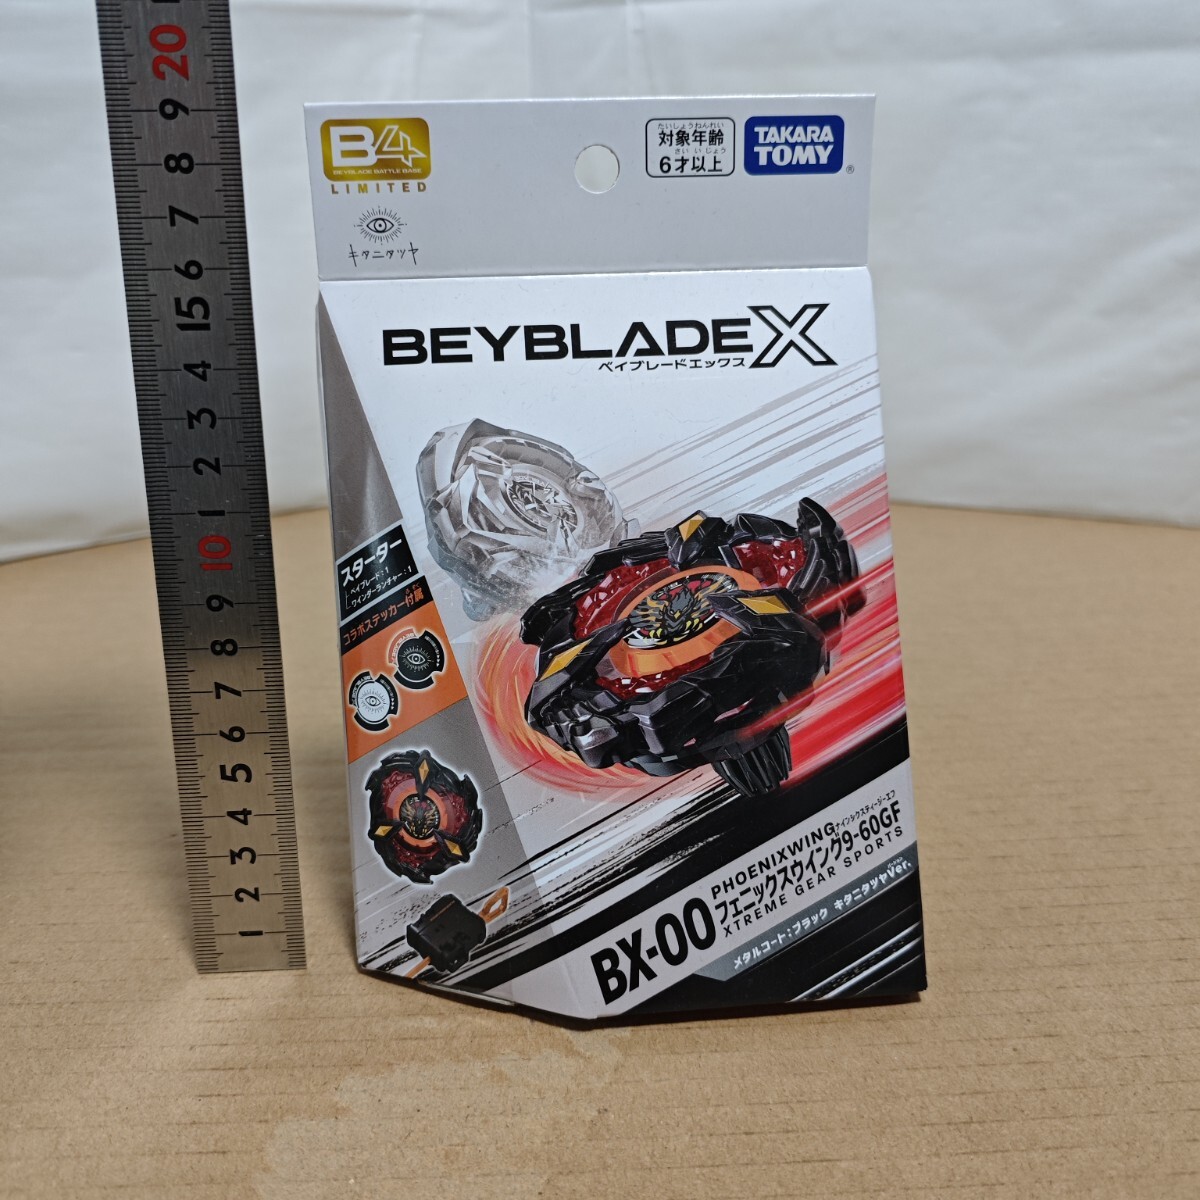 B4
BEYBLADE BATTLE BASE
LIMITED
キタニタツヤ
たいしょうねんれい
対象年齢
さい いじょう
6才以上
TAKARA
TOMY
®
BEYBLADE X
ベイブレードエックス
スターター
ベイブレード:1
ワインダーランチャー:1
コラボステッカー付属
BX-00
PHOENIXWING
ナインシクスティージーエフ
フェニックスウイング9-60GF
XTREME GEAR SPORTS
バージョン
メタルコート:ブラック キタニタツヤVer.
20
9
8
7
6
15
4
3
2
1
10
9
8
7
6
5
4
3
2
1